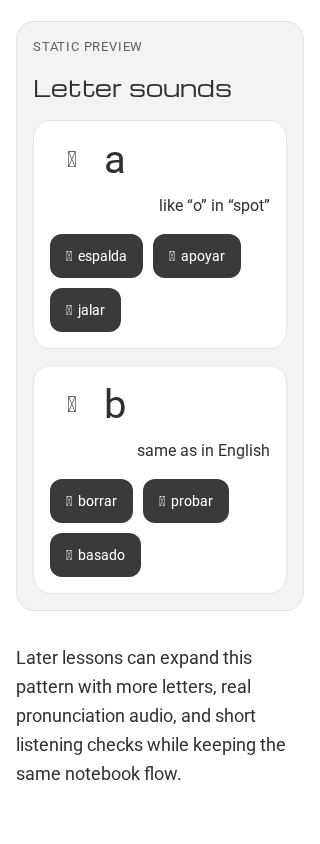 STATIC PREVIEW
Letter sounds
a
like “o” in “spot”
espalda
apoyar
jalar
b
same as in English
borrar
probar
basado
Later lessons can expand this
pattern with more letters, real
pronunciation audio, and short
listening checks while keeping the
same notebook flow.